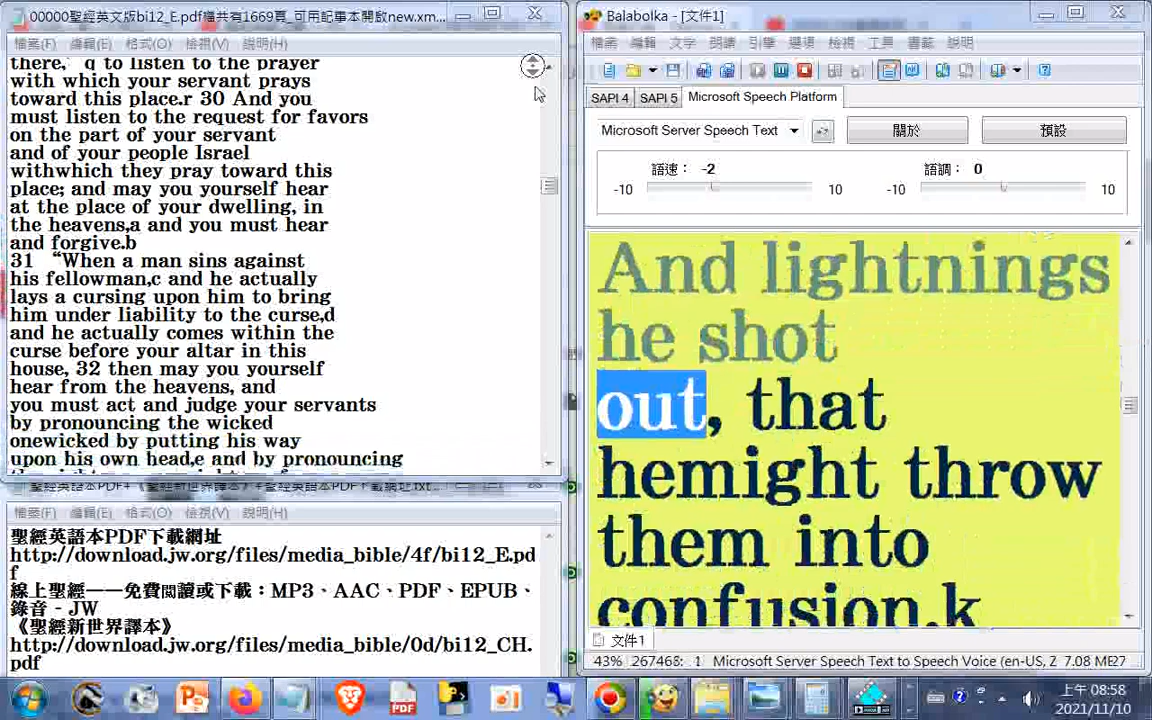 00000聖經英文版bi12_E.pdf檔共有1669頁_可用記事本開啟new.xm...
檔案(F) 編輯(E) 格式(O) 檢視(V) 說明(H)
there,  q to listen to the prayer
with which your servant prays
toward this place.r 30 And you
must listen to the request for favors
on the part of your servant
and of your people Israel
withwhich they pray toward this
place; and may you yourself hear
at the place of your dwelling, in
the heavens,a and you must hear
and forgive.b
31 “When a man sins against
his fellowman,c and he actually
lays a cursing upon him to bring
him under liability to the curse,d
and he actually comes within the
curse before your altar in this
house, 32 then may you yourself
hear from the heavens, and
you must act and judge your servants
by pronouncing the wicked
onewicked by putting his way
upon his own head,e and by pronouncing
檔案(F) 編輯(E) 格式(O) 檢視(V) 說明(H)
聖經英語本PDF下載網址
http://download.jw.org/files/media_bible/4f/bi12_E.pd
f
線上聖經——免費閱讀或下載：MP3、AAC、PDF、EPUB、
錄音 - JW
《聖經新世界譯本》
http://download.jw.org/files/media_bible/0d/bi12_CH.
pdf
Balabolka - [文件1]
檔案 編輯 文字 朗讀 引擎 選項 檢視 工具 書籤 說明
SAPI 4 SAPI 5 Microsoft Speech Platform
Microsoft Server Speech Text 關於 預設
語速： -2 語調： 0
-10 10 -10 10
And lightnings
he shot
out, that
hemight throw
them into
confusion.k
文件1
43% 267468: 1 Microsoft Server Speech Text to Speech Voice (en-US, Z 7.08 ME27
上午 08:58
2021/11/10